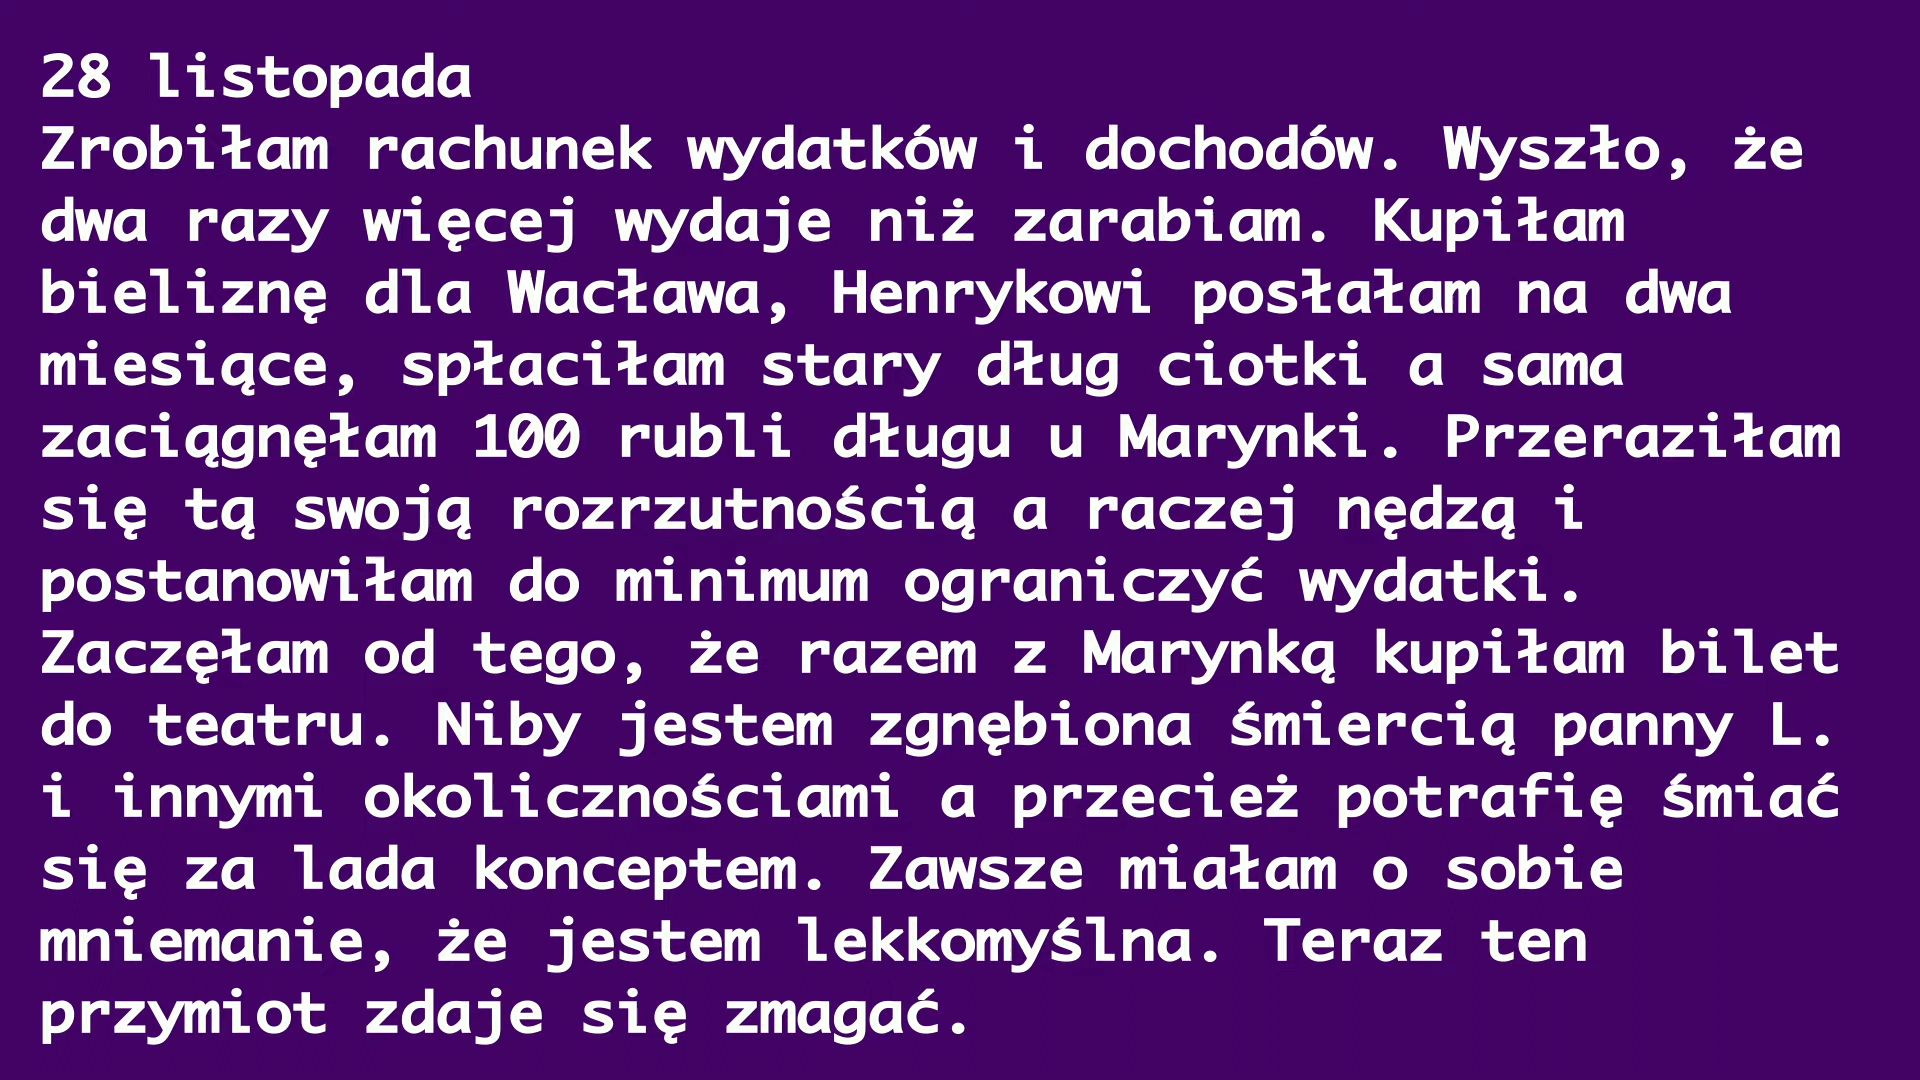 28 listopada
Zrobiłam rachunek wydatków i dochodów. Wyszło, że
dwa razy więcej wydaje niż zarabiam. Kupiłam
bieliznę dla Wacława, Henrykowi posłałam na dwa
miesiące, spłaciłam stary dług ciotki a sama
zaciągnęłam 100 rubli długu u Marynki. Przeraziłam
się tą swoją rozrzutnością a raczej nędzą i
postanowiłam do minimum ograniczyć wydatki.
Zaczęłam od tego, że razem z Marynką kupiłam bilet
do teatru. Niby jestem zgnębiona śmiercią panny L.
i innymi okolicznościami a przecież potrafię śmiać
się za lada konceptem. Zawsze miałam o sobie
mniemanie, że jestem lekkomyślna. Teraz ten
przymiot zdaje się zmagać.